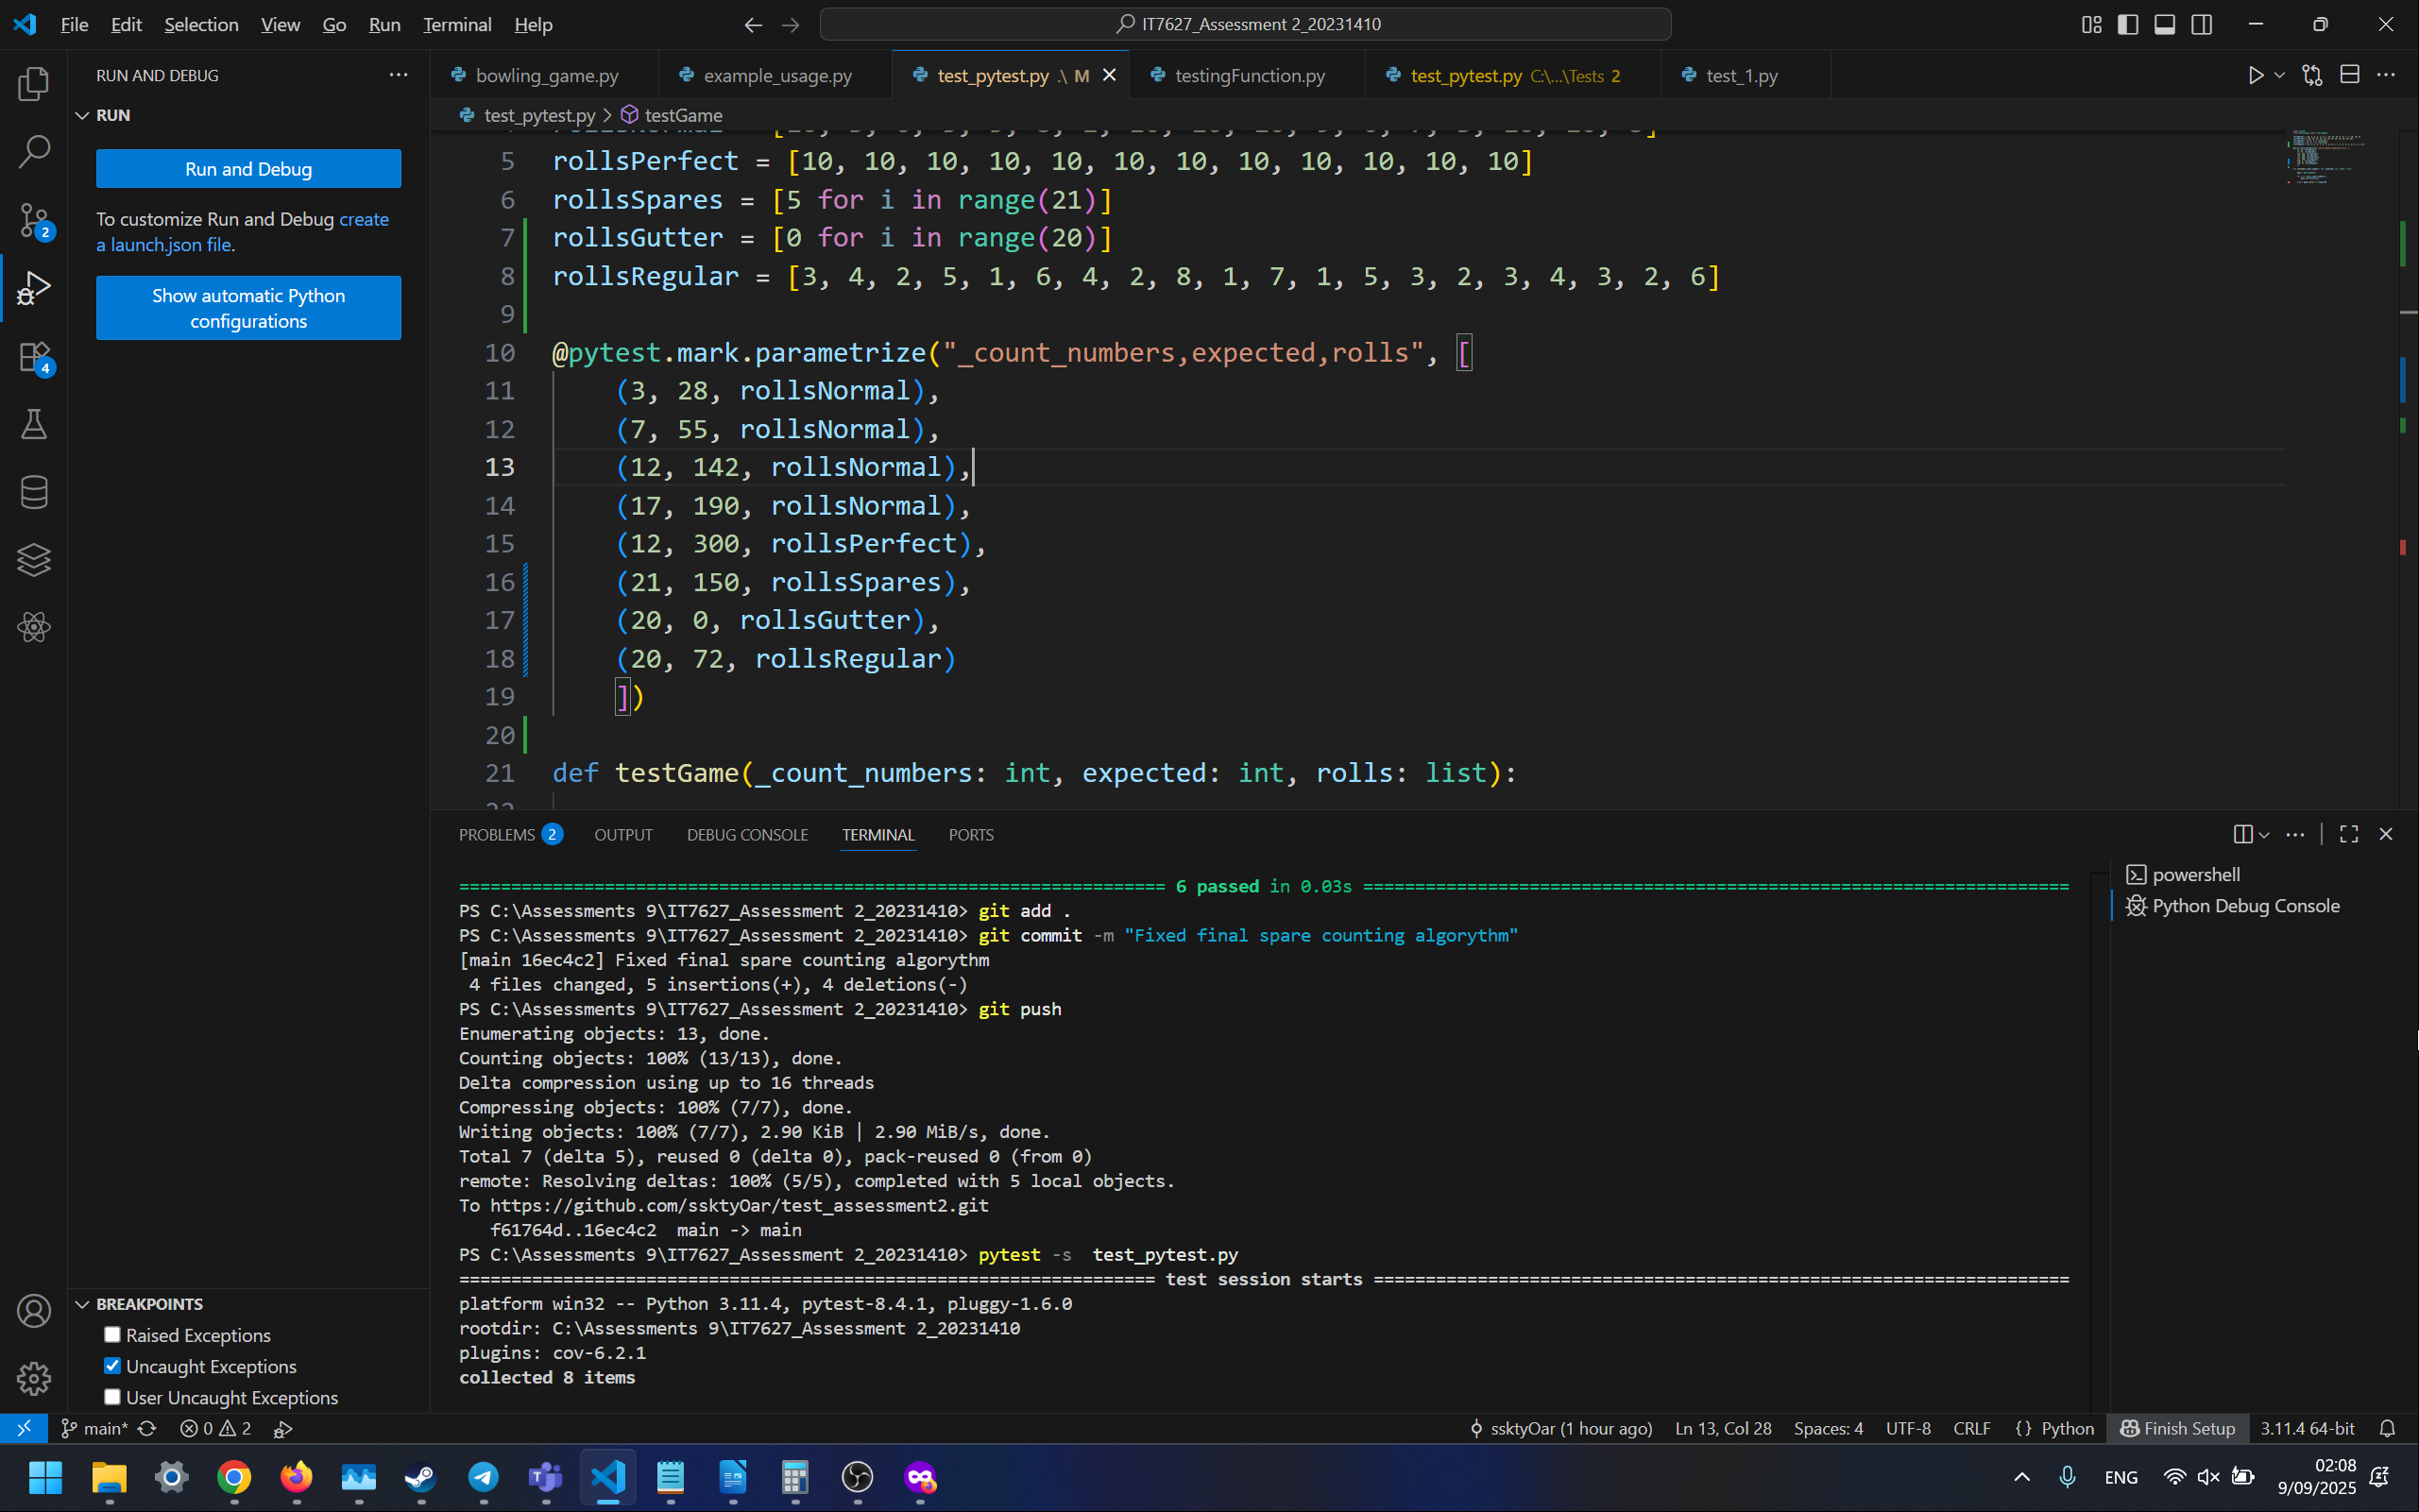 File Edit Selection View Go Run Terminal Help
IT7627_Assessment 2_20231410
RUN AND DEBUG
RUN
Run and Debug
To customize Run and Debug create
a launch.json file.
Show automatic Python
configurations
2
4
bowling_game.py example_usage.py test_pytest.py .\ M testingFunction.py test_pytest.py C:\...\Tests 2 test_1.py
test_pytest.py > testGame
5 rollsPerfect = [10, 10, 10, 10, 10, 10, 10, 10, 10, 10, 10, 10]
6 rollsSpares = [5 for i in range(21)]
7 rollsGutter = [0 for i in range(20)]
8 rollsRegular = [3, 4, 2, 5, 1, 6, 4, 2, 8, 1, 7, 1, 5, 3, 2, 3, 4, 3, 2, 6]
9
10 @pytest.mark.parametrize("_count_numbers,expected,rolls", [
11 (3, 28, rollsNormal),
12 (7, 55, rollsNormal),
13 (12, 142, rollsNormal),
14 (17, 190, rollsNormal),
15 (12, 300, rollsPerfect),
16 (21, 150, rollsSpares),
17 (20, 0, rollsGutter),
18 (20, 72, rollsRegular)
19 ])
20
21 def testGame(_count_numbers: int, expected: int, rolls: list):
PROBLEMS 2 OUTPUT DEBUG CONSOLE TERMINAL PORTS
powershell
Python Debug Console
6 passed in 0.03s
PS C:\Assessments 9\IT7627_Assessment 2_20231410> git add .
PS C:\Assessments 9\IT7627_Assessment 2_20231410> git commit -m "Fixed final spare counting algorythm"
[main 16ec4c2] Fixed final spare counting algorythm
4 files changed, 5 insertions(+), 4 deletions(-)
PS C:\Assessments 9\IT7627_Assessment 2_20231410> git push
Enumerating objects: 13, done.
Counting objects: 100% (13/13), done.
Delta compression using up to 16 threads
Compressing objects: 100% (7/7), done.
Writing objects: 100% (7/7), 2.90 KiB | 2.90 MiB/s, done.
Total 7 (delta 5), reused 0 (delta 0), pack-reused 0 (from 0)
remote: Resolving deltas: 100% (5/5), completed with 5 local objects.
To https://github.com/ssktyOar/test_assessment2.git
f61764d..16ec4c2 main -> main
PS C:\Assessments 9\IT7627_Assessment 2_20231410> pytest -s test_pytest.py
test session starts
platform win32 -- Python 3.11.4, pytest-8.4.1, pluggy-1.6.0
rootdir: C:\Assessments 9\IT7627_Assessment 2_20231410
plugins: cov-6.2.1
collected 8 items
BREAKPOINTS
Raised Exceptions
Uncaught Exceptions
User Uncaught Exceptions
main* 0 2 ssktyOar (1 hour ago) Ln 13, Col 28 Spaces: 4 UTF-8 CRLF {} Python Finish Setup 3.11.4 64-bit
ENG
02:08
9/09/2025